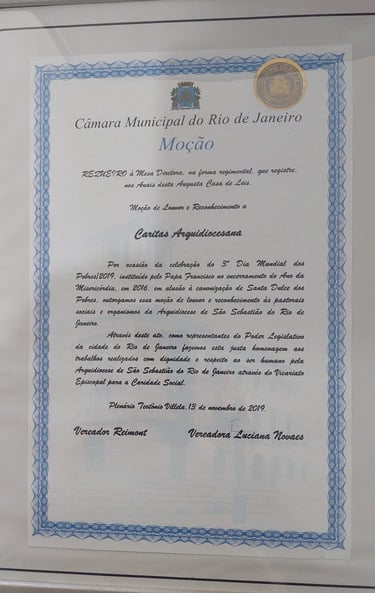 Câmara Municipal do Rio de Janeiro
Moção
REQUEIRO à Mesa Diretora, na forma regimental, que registre,
nos Anais desta Augusta Casa de Leis,
Moção de Louvor e Reconhecimento a
Caritas Arquidiocesana
Por ocasião da celebração do 3º Dia Mundial dos
Pobres/2019, instituído pelo Papa Francisco no encerramento do Ano da
Misericórdia, em 2016, em alusão à canonização de Santa Dulce dos
Pobres, outorgamos essa moção de louvor e reconhecimento às pastorais
sociais e organismos da Arquidiocese de São Sebastião do Rio de
Janeiro.
Através deste ato, como representantes do Poder Legislativo
da cidade do Rio de Janeiro fazemos esta justa homenagem aos
trabalhos realizados com dignidade e respeito ao ser humano pela
Arquidiocese de São Sebastião do Rio de Janeiro através do Vicariato
Episcopal para a Caridade Social.
Plenário Teotônio Villela, 13 de novembro de 2019.
Vereador Reimont Vereadora Luciana Novaes